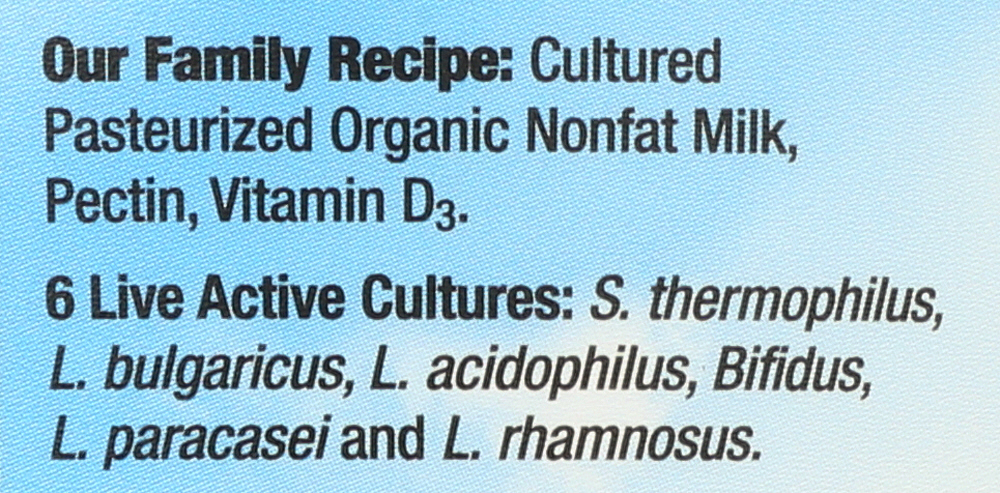 Our Family Recipe: Cultured
Pasteurized Organic Nonfat Milk,
Pectin, Vitamin D3.
6 Live Active Cultures: S. thermophilus,
L. bulgaricus, L. acidophilus, Bifidus,
L. paracasei and L. rhamnosus.